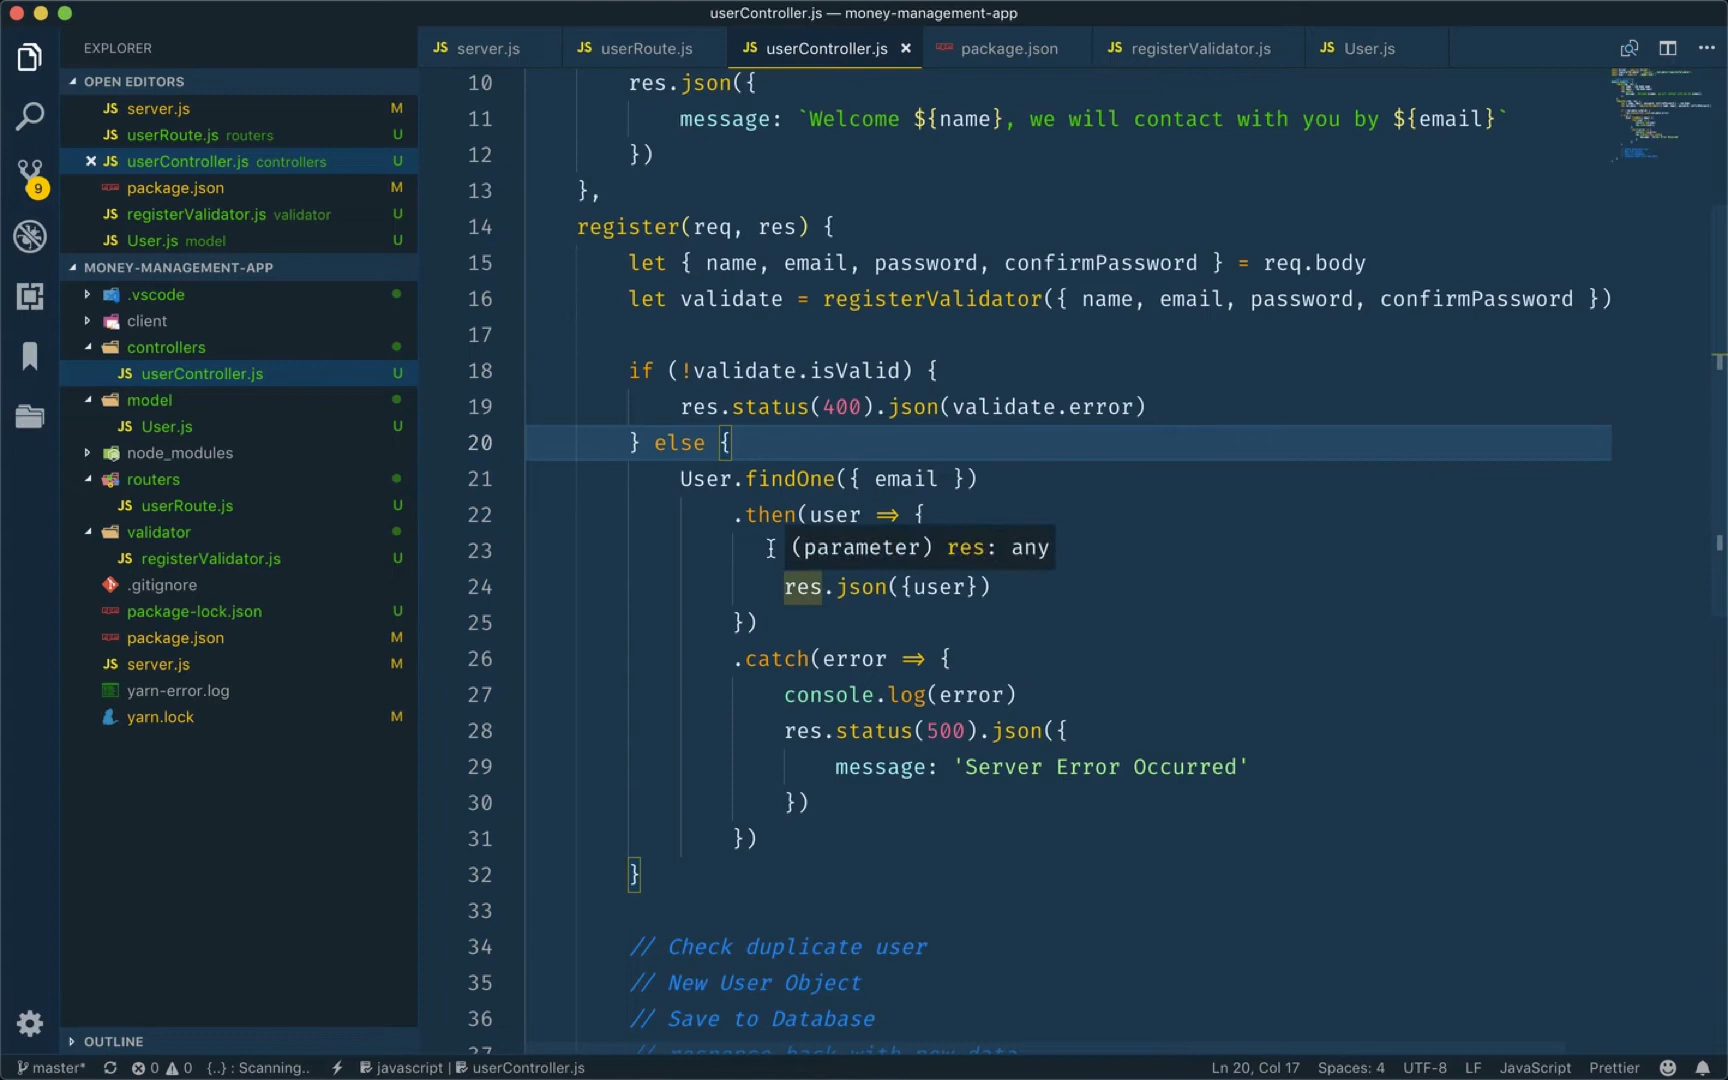 userController.js — money-management-app
EXPLORER
OPEN EDITORS
JS server.js M
JS userRoute.js routers U
JS userController.js controllers U
package.json M
JS registerValidator.js validator U
JS User.js model U
MONEY-MANAGEMENT-APP
.vscode
client
controllers
JS userController.js U
model
JS User.js U
node_modules
routers
JS userRoute.js U
validator
JS registerValidator.js U
.gitignore
package-lock.json U
package.json M
JS server.js M
yarn-error.log
yarn.lock M
OUTLINE
9
JS server.js JS userRoute.js JS userController.js × package.json JS registerValidator.js JS User.js
10 res.json({
11 message: `Welcome ${name}, we will contact with you by ${email}`
12 })
13 },
14 register(req, res) {
15 let { name, email, password, confirmPassword } = req.body
16 let validate = registerValidator({ name, email, password, confirmPassword })
17
18 if (!validate.isValid) {
19 res.status(400).json(validate.error)
20 } else {
21 User.findOne({ email })
22 .then(user => {
23 (parameter) res: any
24 res.json({user})
25 })
26 .catch(error => {
27 console.log(error)
28 res.status(500).json({
29 message: 'Server Error Occurred'
30 })
31 })
32 }
33
34 // Check duplicate user
35 // New User Object
36 // Save to Database
37 // response back with new data
master* 0 0 {..} : Scanning.. javascript | userController.js Ln 20, Col 17 Spaces: 4 UTF-8 LF JavaScript Prettier